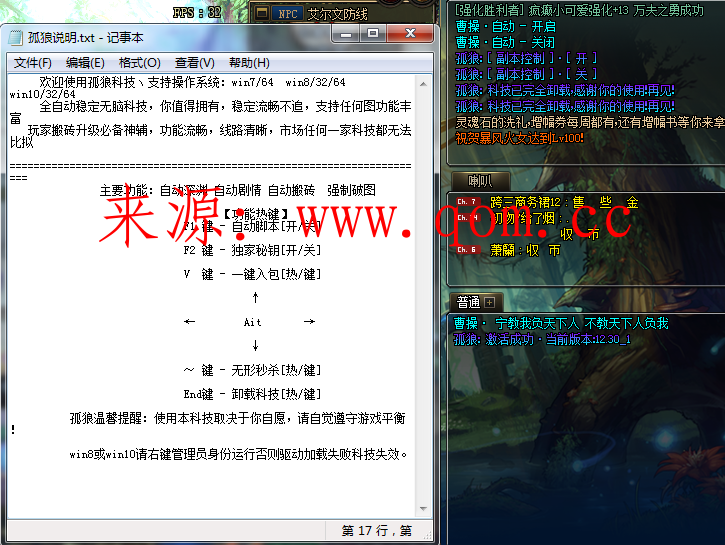 FPS : 32
NPC 艾尔文防线
孤狼说明.txt - 记事本
文件(F) 编辑(E) 格式(O) 查看(V) 帮助(H)
欢迎使用孤狼科技、支持操作系统：win7/64 win8/32/64
win10/32/64
全自动稳定无脑科技，你值得拥有，稳定流畅不追，支持任何图功能丰
富
玩家搬砖升级必备神辅，功能流畅，线路清晰，市场任何一家科技都无法
比拟
主要功能：自动深渊 自动剧情 自动搬砖 强制破图
【功能热键】
F1 键 - 自动脚本[开/关]
F2 键 - 独家秘钥[开/关]
V 键 - 一键入包[热/键]
↑
← Ait →
↓
～ 键 - 无形秒杀[热/键]
End键 - 卸载科技[热/键]
孤狼温馨提醒：使用本科技取决于你自愿，请自觉遵守游戏平衡
！
win8或win10请右键管理员身份运行否则驱动加载失败科技失效。
第 17 行，第
来源：www.qom.cc
[强化胜利者] 疯癫小可爱强化+13 万夫之勇成功
曹操·自动 - 开启
曹操·自动 - 关闭
孤狼:[ 副本控制 ]·[ 开 ]
孤狼:[ 副本控制 ]·[ 关 ]
孤狼: 科技已完全卸载,感谢你的使用!再见!
孤狼: 科技已完全卸载,感谢你的使用!再见!
灵魂石的洗礼,增幅券每周都有,还有增幅书等你来拿
祝贺暴风火女达到Lv100!
喇叭
Ch. 7 跨三商务裙12 : 售 些 金
收 币
Ch. 6 萧蘭 : 收 币
普通 +
曹操· 宁教我负天下人 不教天下人负我
孤狼: 激活成功·当前版本:12.30_1